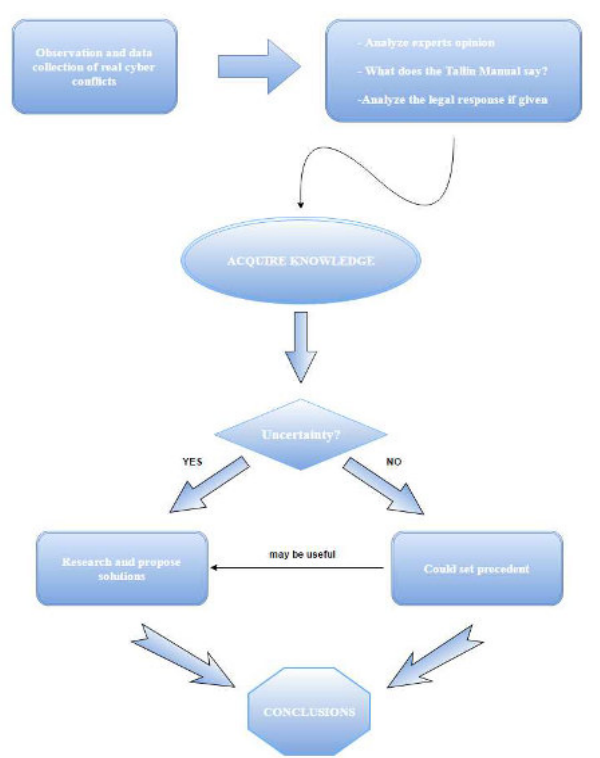 Observation and data
collection of real cyber
conflicts
- Analyze experts opinion
- What does the Tallin Manual say?
-Analyze the legal response if given
ACQUIRE KNOWLEDGE
Uncertainty?
YES
NO
Research and propose
solutions
may be useful
Could set precedent
CONCLUSIONS